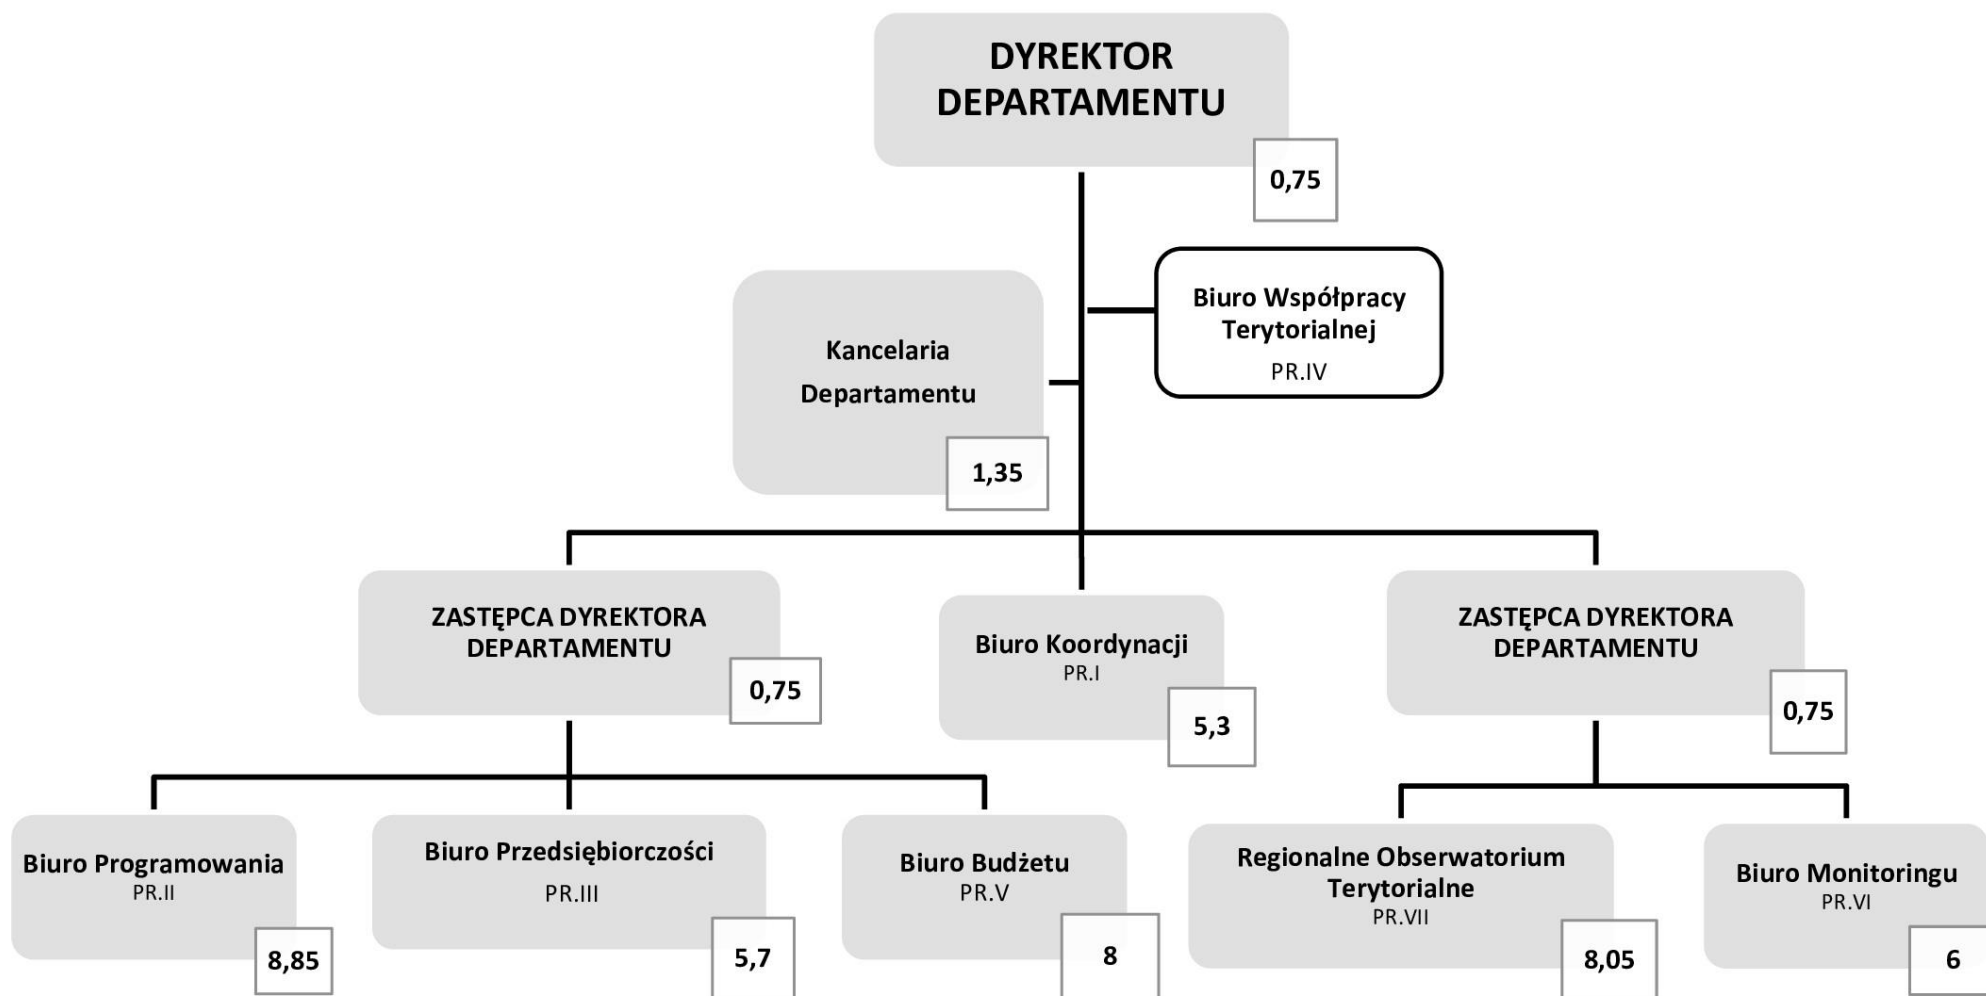 DYREKTOR
DEPARTAMENTU
0,75
Biuro Współpracy
Terytorialnej
PR.IV
Kancelaria
Departamentu
1,35
ZASTĘPCA DYREKTORA
DEPARTAMENTU
0,75
Biuro Koordynacji
PR.I
5,3
ZASTĘPCA DYREKTORA
DEPARTAMENTU
0,75
Biuro Programowania
PR.II
8,85
Biuro Przedsiębiorczości
PR.III
5,7
Biuro Budżetu
PR.V
8
Regionalne Obserwatorium
Terytorialne
PR.VII
8,05
Biuro Monitoringu
PR.VI
6